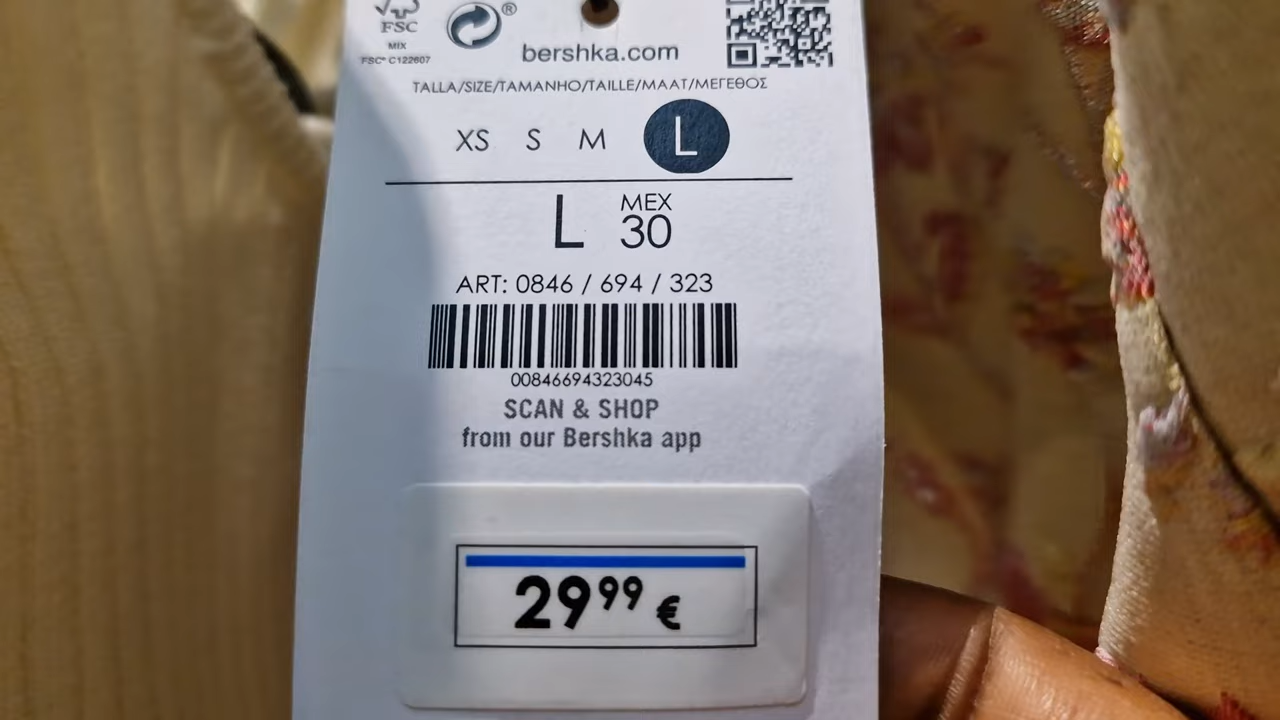 FSC
MIX
FSC® C122607
®
bershka.com
TALLA/SIZE/TAMANHO/TAILLE/MAAT/ΜΕΓΕΘΟΣ
XS S M L
L MEX 30
ART: 0846 / 694 / 323
00846694323045
SCAN & SHOP
from our Bershka app
29⁹⁹ €